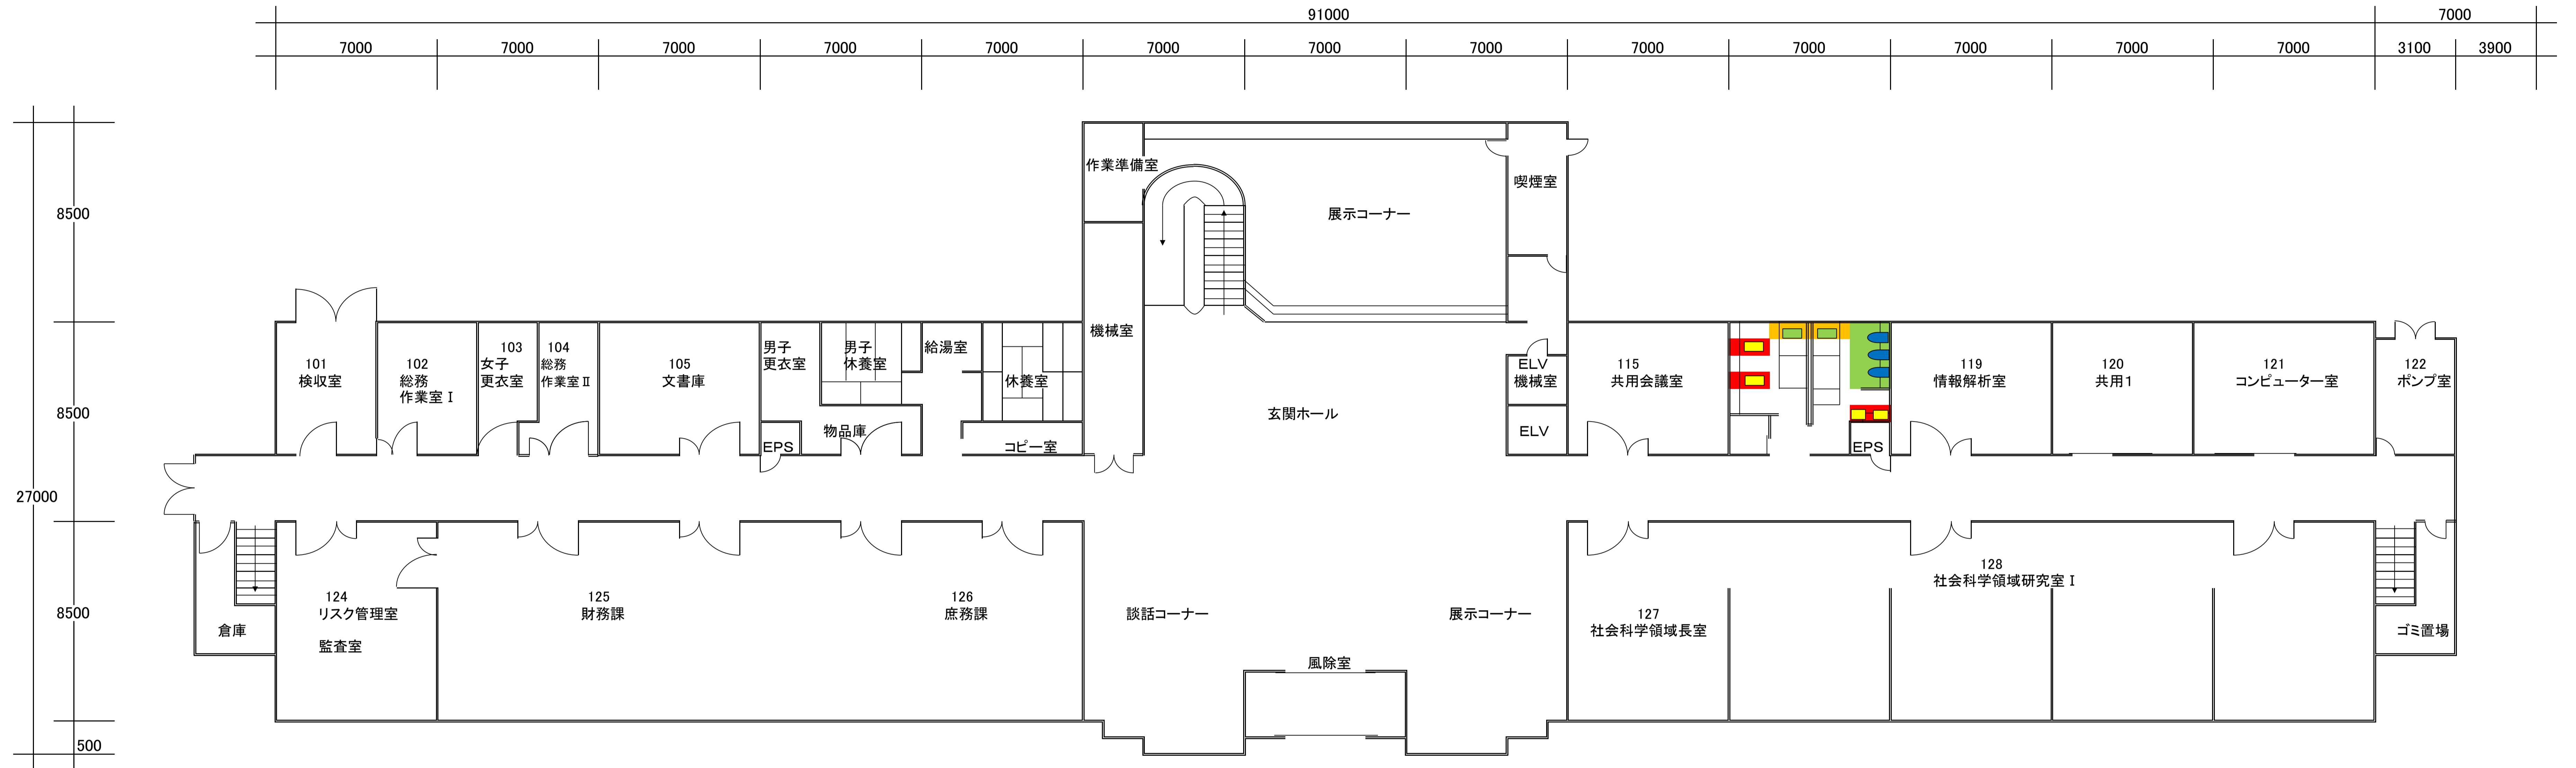 91000
7000
7000
7000
7000
7000
7000
7000
7000
7000
7000
7000
7000
7000
7000
3100
3900
8500
27000
8500
8500
500
作業準備室
喫煙室
展示コーナー
機械室
101
検収室
102
総務
作業室Ⅰ
103
女子
更衣室
104
総務
作業室Ⅱ
105
文書庫
男子
更衣室
男子
休養室
給湯室
休養室
物品庫
EPS
コピー室
玄関ホール
ELV
機械室
ELV
115
共用会議室
EPS
119
情報解析室
120
共用1
121
コンピューター室
122
ポンプ室
倉庫
124
リスク管理室
監査室
125
財務課
126
庶務課
談話コーナー
展示コーナー
風除室
127
社会科学領域長室
128
社会科学領域研究室Ⅰ
ゴミ置場